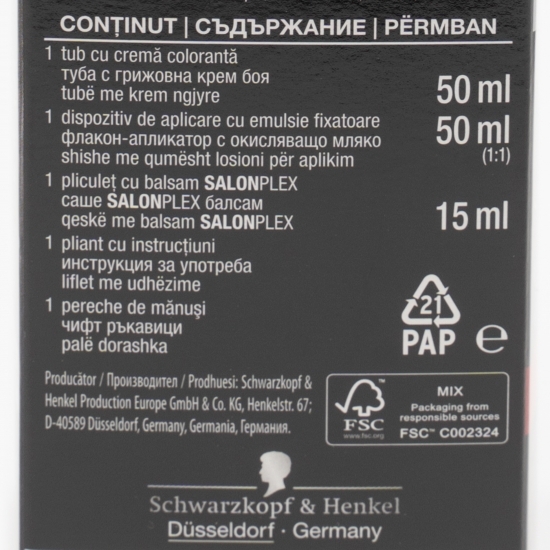 CONȚINUT | СЪДЪРЖАНИЕ | PËRMBAN
1 tub cu cremă colorantă
туба с грижовна крем боя
tubë me krem ngjyre
50 ml
1 dispozitiv de aplicare cu emulsie fixatoare
флакон-апликатор с окисляващо мляко
shishe me qumësht losioni për aplikim
50 ml
(1:1)
1 pliculeț cu balsam SALONPLEX
саше SALONPLEX балсам
qeskë me balsam SALONPLEX
15 ml
1 pliant cu instrucțiuni
инструкция за употреба
liflet me udhëzime
1 pereche de mănuși
чифт ръкавици
palë dorashka
21
PAP
e
Producător / Производител / Prodhuesi: Schwarzkopf &
Henkel Production Europe GmbH & Co. KG, Henkelstr. 67;
D-40589 Düsseldorf, Germany, Germania, Германия.
FSC
www.fsc.org
MIX
Packaging from
responsible sources
FSC™ C002324
Schwarzkopf & Henkel
Düsseldorf · Germany